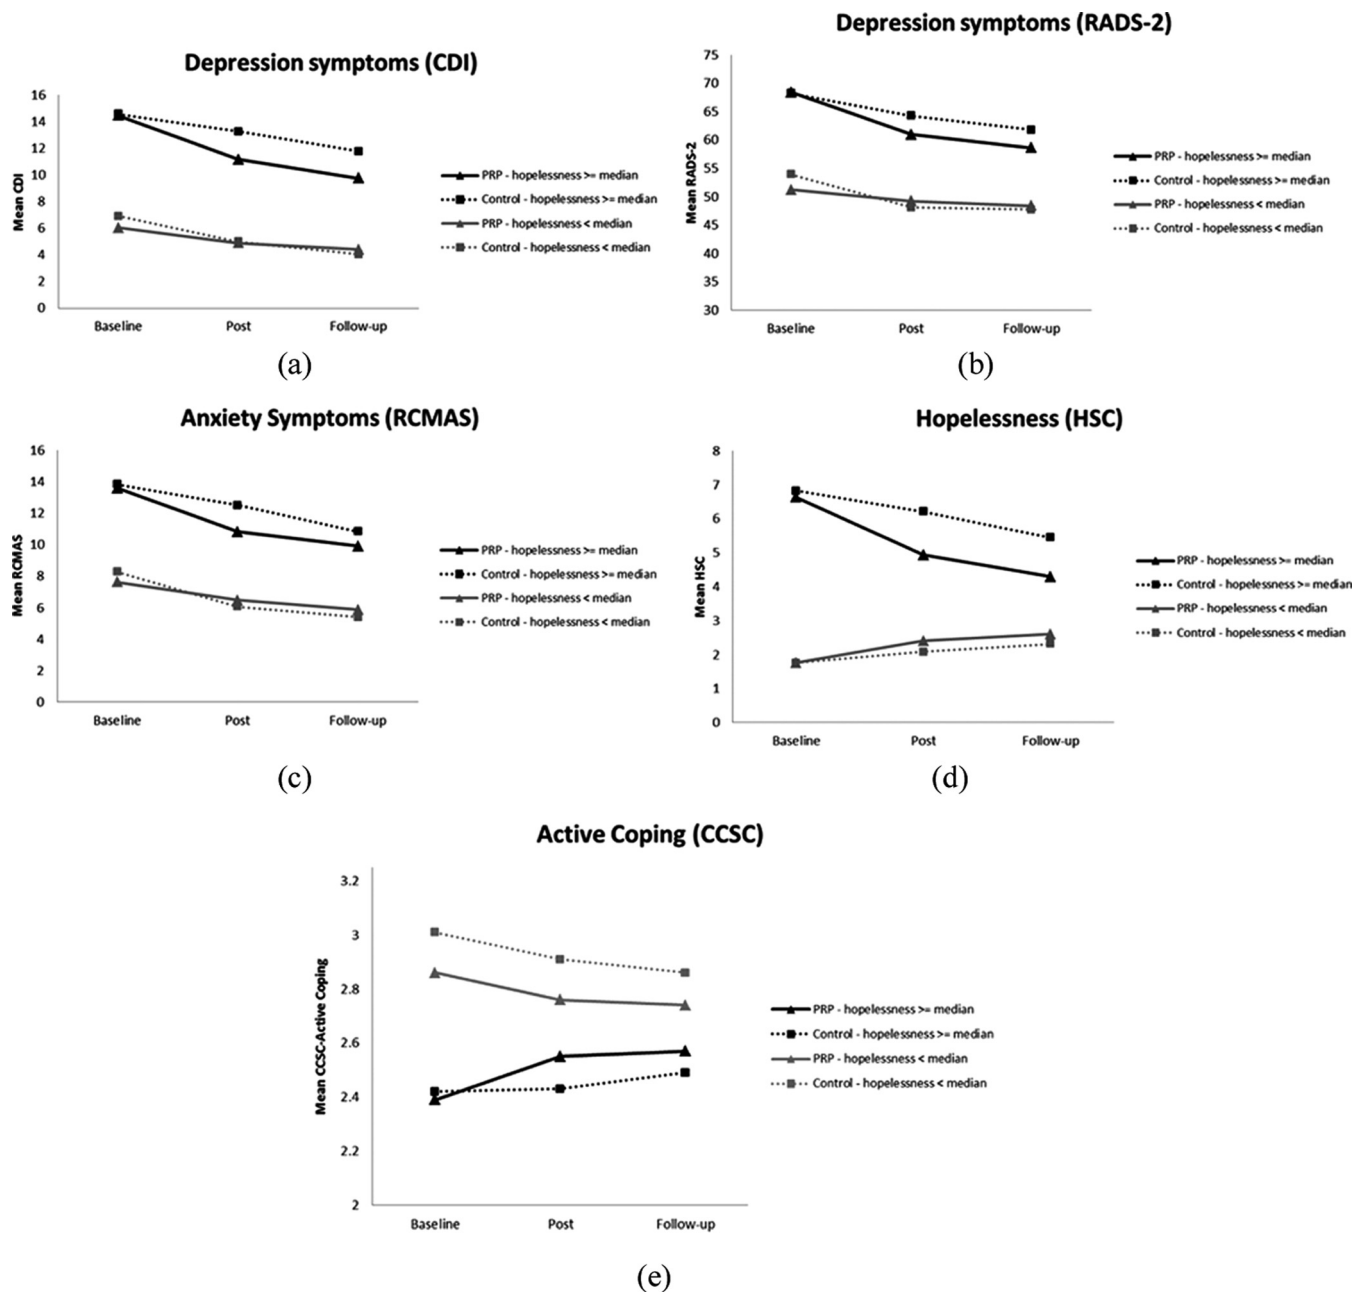 Depression symptoms (CDI)
16
14
12
10
8
6
4
2
0
Mean CDI
Baseline
Post
Follow-up
PRP - hopelessness >= median
Control - hopelessness >= median
PRP - hopelessness < median
Control - hopelessness < median
(a)
Depression symptoms (RADS-2)
75
70
65
60
55
50
45
40
35
30
Mean RADS-2
Baseline
Post
Follow-up
PRP - hopelessness >= median
Control - hopelessness >= median
PRP - hopelessness < median
Control - hopelessness < median
(b)
Anxiety Symptoms (RCMAS)
16
14
12
10
8
6
4
2
0
Mean RCMAS
Baseline
Post
Follow-up
PRP - hopelessness >= median
Control - hopelessness >= median
PRP - hopelessness < median
Control - hopelessness < median
(c)
Hopelessness (HSC)
8
7
6
5
4
3
2
1
0
Mean HSC
Baseline
Post
Follow-up
PRP - hopelessness >= median
Control - hopelessness >= median
PRP - hopelessness < median
Control - hopelessness < median
(d)
Active Coping (CCSC)
3.2
3
2.8
2.6
2.4
2.2
2
Mean CCSC-Active Coping
Baseline
Post
Follow-up
PRP - hopelessness >= median
Control - hopelessness >= median
PRP - hopelessness < median
Control - hopelessness < median
(e)